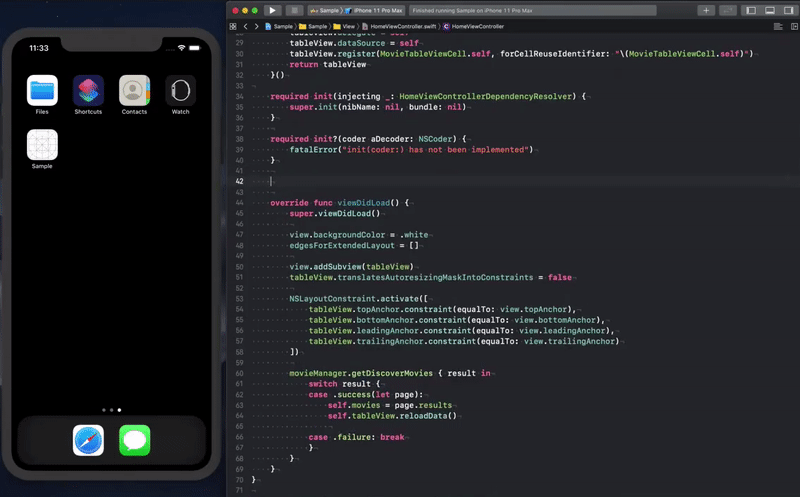 11:33
Files
Shortcuts
Contacts
Watch
Sample
Sample
iPhone 11 Pro Max
Finished running Sample on iPhone 11 Pro Max
Sample
Sample
View
HomeViewController.swift
HomeViewController
28 tableView.delegate = self
29 tableView.dataSource = self
30 tableView.register(MovieTableViewCell.self, forCellReuseIdentifier: "\(MovieTableViewCell.self)")
31 return tableView
32 }()
33
34 required init(injecting _: HomeViewControllerDependencyResolver) {
35 super.init(nibName: nil, bundle: nil)
36 }
37
38 required init?(coder aDecoder: NSCoder) {
39 fatalError("init(coder:) has not been implemented")
40 }
41
42
43
44 override func viewDidLoad() {
45 super.viewDidLoad()
46
47 view.backgroundColor = .white
48 edgesForExtendedLayout = []
49
50 view.addSubview(tableView)
51 tableView.translatesAutoresizingMaskIntoConstraints = false
52
53 NSLayoutConstraint.activate([
54 tableView.topAnchor.constraint(equalTo: view.topAnchor),
55 tableView.bottomAnchor.constraint(equalTo: view.bottomAnchor),
56 tableView.leadingAnchor.constraint(equalTo: view.leadingAnchor),
57 tableView.trailingAnchor.constraint(equalTo: view.trailingAnchor)
58 ])
59
60 movieManager.getDiscoverMovies { result in
61 switch result {
62 case .success(let page):
63 self.movies = page.results
64 self.tableView.reloadData()
65
66 case .failure: break
67 }
68 }
69 }
70 }
71